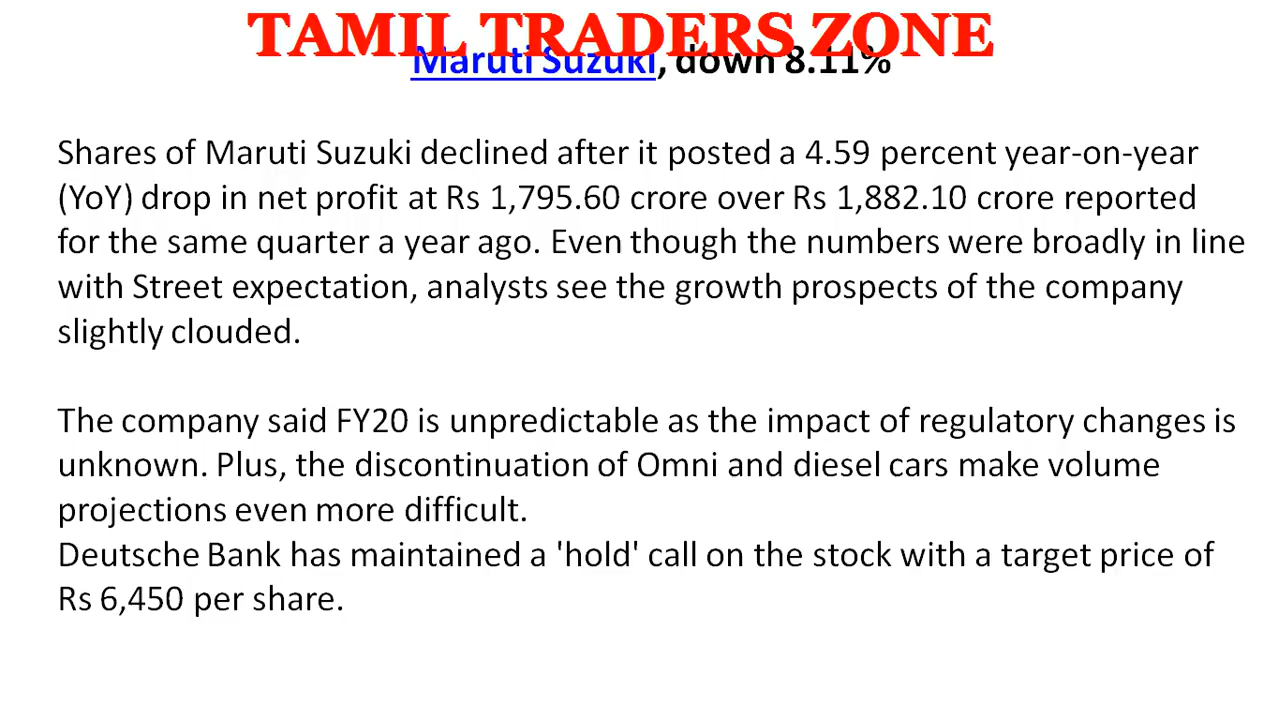 TAMIL TRADERS ZONE
Maruti Suzuki, down 8.11%
Shares of Maruti Suzuki declined after it posted a 4.59 percent year-on-year
(YoY) drop in net profit at Rs 1,795.60 crore over Rs 1,882.10 crore reported
for the same quarter a year ago. Even though the numbers were broadly in line
with Street expectation, analysts see the growth prospects of the company
slightly clouded.
The company said FY20 is unpredictable as the impact of regulatory changes is
unknown. Plus, the discontinuation of Omni and diesel cars make volume
projections even more difficult.
Deutsche Bank has maintained a 'hold' call on the stock with a target price of
Rs 6,450 per share.